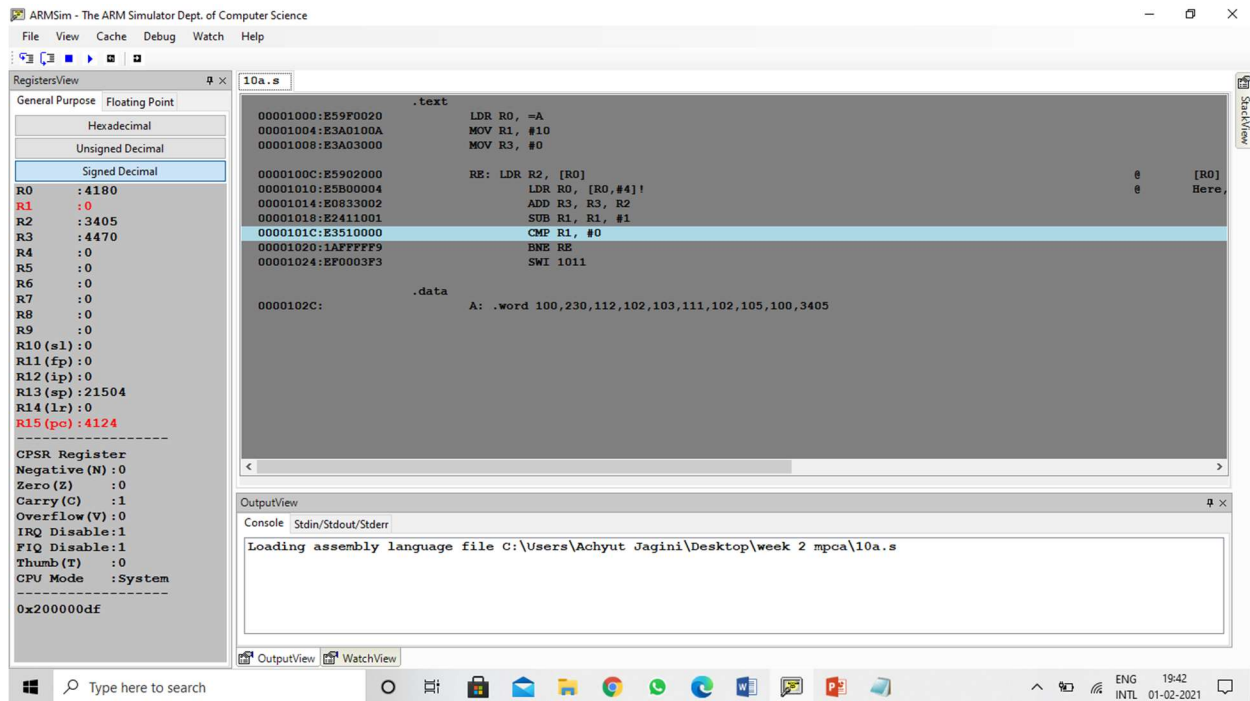 ARMSim - The ARM Simulator Dept. of Computer Science
File View Cache Debug Watch Help
RegistersView
General Purpose Floating Point
Hexadecimal
Unsigned Decimal
Signed Decimal
R0 :4180
R1 :0
R2 :3405
R3 :4470
R4 :0
R5 :0
R6 :0
R7 :0
R8 :0
R9 :0
R10(sl):0
R11(fp):0
R12(ip):0
R13(sp):21504
R14(lr):0
R15(pc):4124
------------------
CPSR Register
Negative(N):0
Zero(Z) :0
Carry(C) :1
Overflow(V):0
IRQ Disable:1
FIQ Disable:1
Thumb(T) :0
CPU Mode :System
------------------
0x200000df
10a.s
.text
00001000:E59F0020 LDR R0, =A
00001004:E3A0100A MOV R1, #10
00001008:E3A03000 MOV R3, #0
0000100C:E5902000 RE: LDR R2, [R0] @ [R0]
00001010:E5B00004 LDR R0, [R0,#4]! @ Here,
00001014:E0833002 ADD R3, R3, R2
00001018:E2411001 SUB R1, R1, #1
0000101C:E3510000 CMP R1, #0
00001020:1AFFFFF9 BNE RE
00001024:EF0003F3 SWI 1011
.data
0000102C: A: .word 100,230,112,102,103,111,102,105,100,3405
StackView
OutputView
Console Stdin/Stdout/Stderr
Loading assembly language file C:\Users\Achyut Jagini\Desktop\week 2 mpca\10a.s
OutputView WatchView
Type here to search
ENG 19:42
INTL 01-02-2021